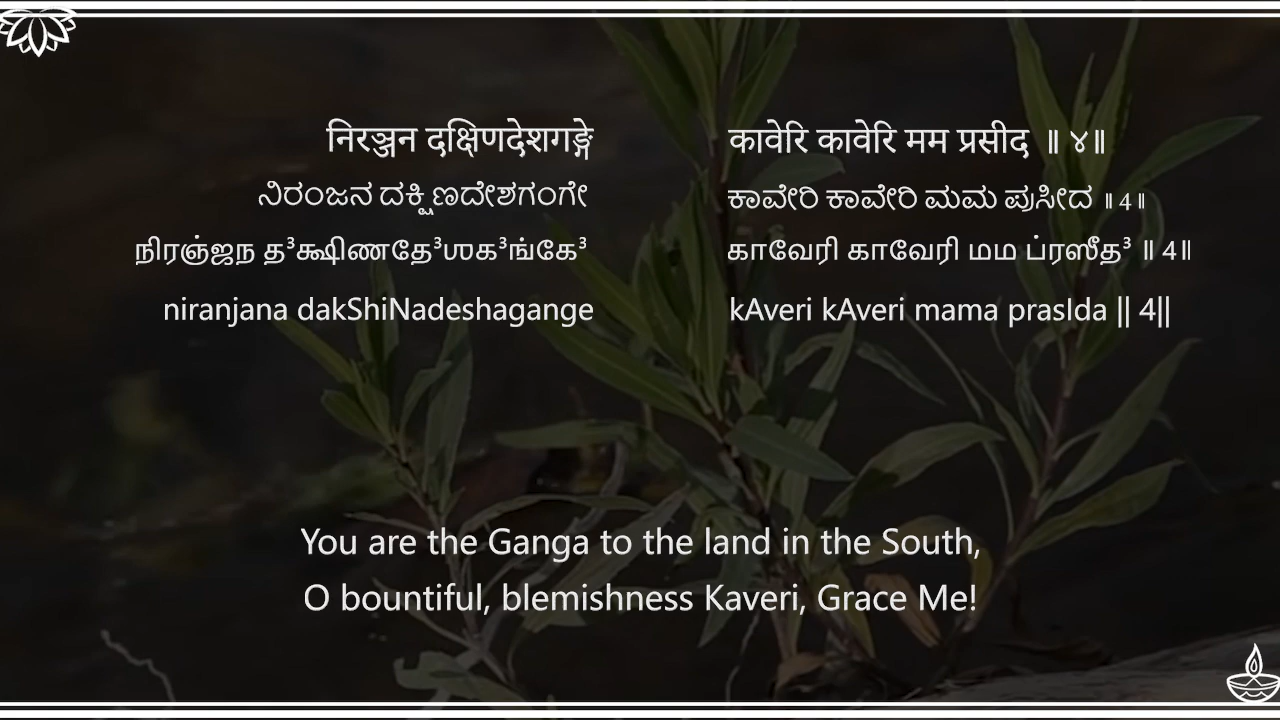 निरञ्जन दक्षिणदेशगङ्गे कावेरि कावेरि मम प्रसीद ॥ ४॥
ನಿರಂಜನ ದಕ್ಷಿಣದೇಶಗಂಗೇ ಕಾವೇರಿ ಕಾವೇರಿ ಮಮ ಪ್ರಸೀದ ॥ 4॥
நிரஞ்ஜந த³க்ஷிணதே³ஶக³ங்கே³ காவேரி காவேரி மம ப்ரஸீத³ ॥ 4॥
niranjana dakShiNadeshagange kAveri kAveri mama prasIda || 4||
You are the Ganga to the land in the South,
O bountiful, blemishness Kaveri, Grace Me!